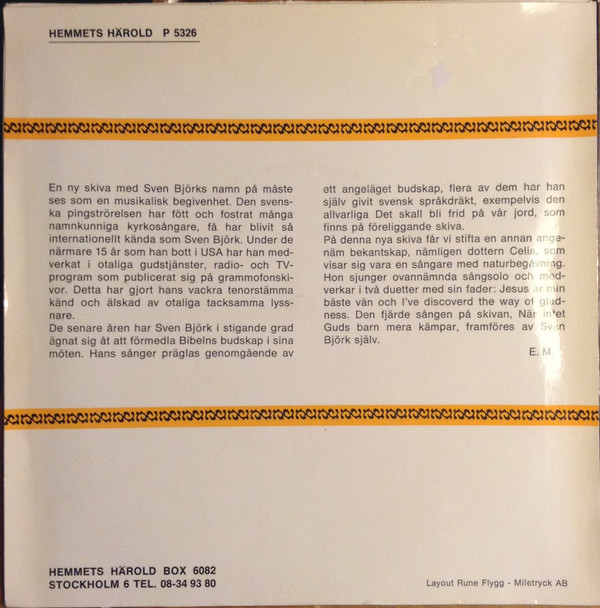 HEMMETS HÄROLD P 5326
En ny skiva med Sven Björks namn på måste
ses som en musikalisk begivenhet. Den svens-
ka pingströrelsen har fött och fostrat många
namnkunniga kyrkosångare, få har blivit så
internationellt kända som Sven Björk. Under de
närmare 15 år som han bott i USA har han med-
verkat i otaliga gudstjänster, radio- och TV-
program som publicerat sig på grammofonski-
vor. Detta har gjort hans vackra tenorstämma
känd och älskad av otaliga tacksamma lyss-
nare.
De senare åren har Sven Björk i stigande grad
ägnat sig åt att förmedla Bibelns budskap i sina
möten. Hans sånger präglas genomgående av
ett angeläget budskap, flera av dem har han
själv givit svensk språkdräkt, exempelvis den
allvarliga Det skall bli frid på vår jord, som
finns på föreliggande skiva.
På denna nya skiva får vi stifta en annan ange-
näm bekantskap, nämligen dottern Celia, som
visar sig vara en sångare med naturbegåvning.
Hon sjunger ovannämnda sångsolo och med-
verkar i två duetter med sin fader: Jesus är min
bäste vän och I've discoverd the way of glad-
ness. Den fjärde sången på skivan, När intet
Guds barn mera kämpar, framföres av Sven
Björk själv.
E. M.
HEMMETS HÄROLD BOX 6082
STOCKHOLM 6 TEL. 08-34 93 80
Layout Rune Flygg - Miletryck AB